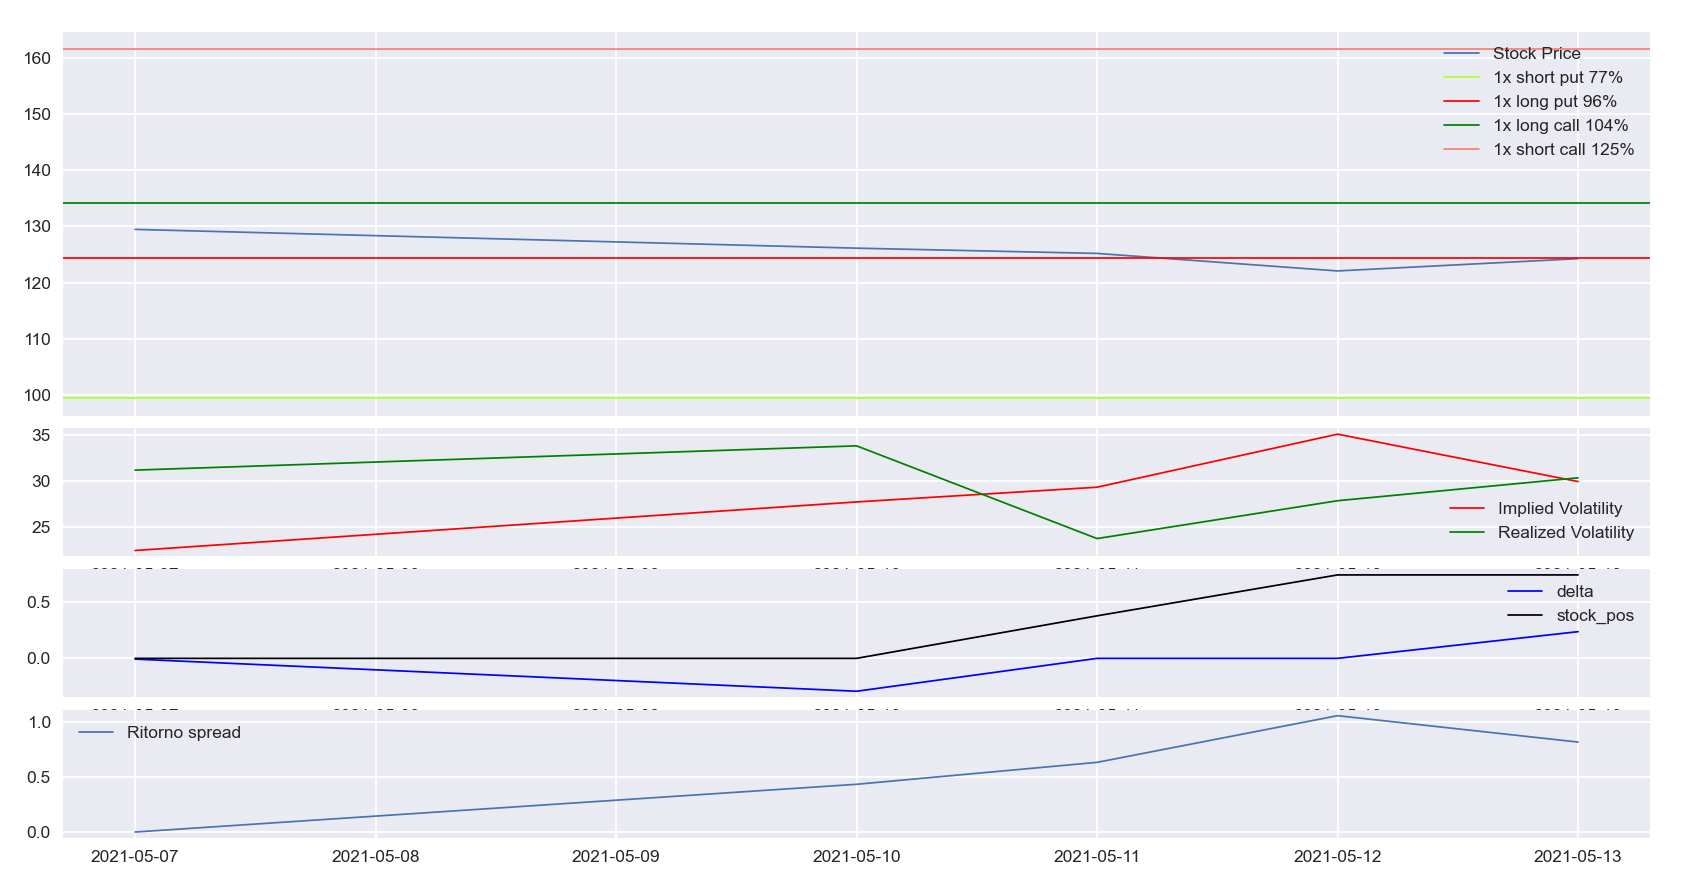 160
150
140
130
120
110
100
Stock Price
1x short put 77%
1x long put 96%
1x long call 104%
1x short call 125%
35
30
25
Implied Volatility
Realized Volatility
0.5
0.0
delta
stock_pos
1.0
0.5
0.0
Ritorno spread
2021-05-07 2021-05-08 2021-05-09 2021-05-10 2021-05-11 2021-05-12 2021-05-13